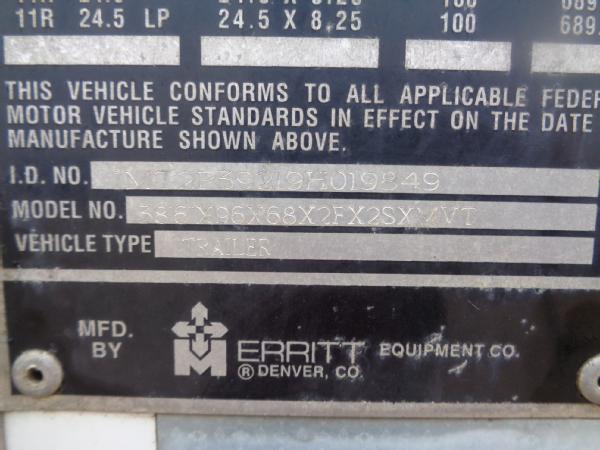 11R 24.5 LP 24.5 X 8.25 100 689.
THIS VEHICLE CONFORMS TO ALL APPLICABLE FEDER
MOTOR VEHICLE STANDARDS IN EFFECT ON THE DATE
MANUFACTURE SHOWN ABOVE.
I.D. NO.
MODEL NO.
VEHICLE TYPE TRAILER
MFD. BY MERRITT EQUIPMENT CO.
® DENVER, CO.